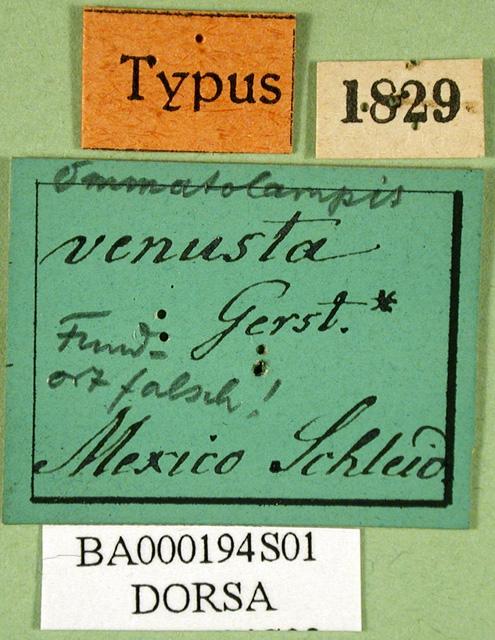 Typus
1829
Ommatolampis
venusta
Gerst.*
Fund-
ort falsch!
Mexico Schleid.
BA000194S01
DORSA